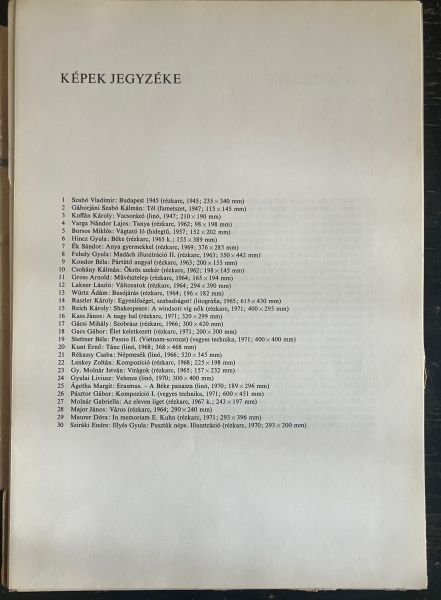 KÉPEK JEGYZÉKE
1 Szabó Vladimir: Budapest 1945 (rézkarc, 1945; 235 × 340 mm)
2 Gáborjáni Szabó Kálmán: Tél (fametszet, 1947; 115 × 145 mm)
3 Koffán Károly: Vacsorázó (linó, 1947; 210 × 190 mm)
4 Varga Nándor Lajos: Tanya (rézkarc, 1962; 98 × 198 mm)
5 Borsos Miklós: Vágtató ló (hidegtű, 1957; 152 × 202 mm)
6 Hincz Gyula: Béke (rézkarc, 1965 k.; 155 × 389 mm)
7 Ék Sándor: Anya gyermekkel (rézkarc, 1969; 376 × 285 mm)
8 Feledy Gyula: Madách illusztráció II. (rézkarc, 1963; 350 × 442 mm)
9 Kondor Béla: Pártütő angyal (rézkarc, 1963; 200 × 155 mm)
10 Csohány Kálmán: Ökrös szekér (rézkarc, 1962; 198 × 145 mm)
11 Gross Arnold: Művésztelep (rézkarc, 1964; 165 × 194 mm)
12 Lakner László: Változatok (rézkarc, 1964; 294 × 390 mm)
13 Würtz Ádám: Busójárás (rézkarc, 1964; 196 × 182 mm)
14 Raszler Károly: Egyenlőséget, szabadságot! (litográfia, 1965; 615 × 430 mm)
15 Reich Károly: Shakespeare: A windsori víg nők (rézkarc, 1971; 400 × 295 mm)
16 Kass János: A nagy hal (rézkarc, 1971; 320 × 299 mm)
17 Gácsi Mihály: Szobrász (rézkarc, 1966; 300 × 420 mm)
18 Gacs Gábor: Élet keletkezett (rézkarc, 1971; 200 × 300 mm)
19 Stettner Béla: Passio II. (Vietnam-sorozat) (vegyes technika, 1971; 400 × 400 mm)
20 Kunt Ernő: Tánc (linó, 1968; 368 × 468 mm)
21 Rékassy Csaba: Népmesék (linó, 1966; 520 × 345 mm)
22 Lenkey Zoltán: Kompozíció (rézkarc, 1968; 225 × 198 mm)
23 Gy. Molnár István: Virágok (rézkarc, 1965; 157 × 232 mm)
24 Gyulai Líviusz: Velence (linó, 1970; 300 × 400 mm)
25 Ágotha Margit: Erasmus. – A Béke panasza (linó, 1970; 189 × 296 mm)
26 Pásztor Gábor: Kompozíció I. (vegyes technika, 1971; 600 × 451 mm)
27 Molnár Gabriella: Az eleven liget (rézkarc, 1967 k.; 243 × 197 mm)
28 Major János: Város (rézkarc, 1964; 290 × 240 mm)
29 Maurer Dóra: In memoriam E. Kuho (rézkarc, 1971; 293 × 396 mm)
30 Sziráki Endre: Illyés Gyula: Puszták népe. Illusztráció (rézkarc, 1970; 293 × 200 mm)